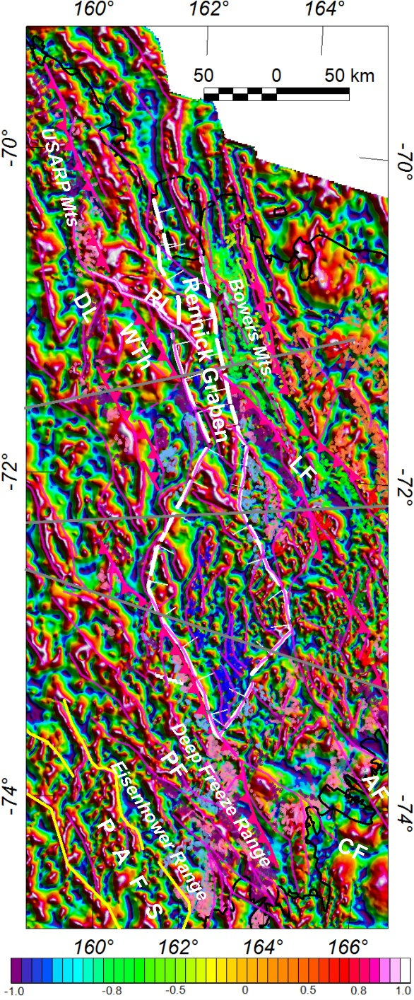 160° 162° 164°
50 0 50 km
-70° -70°
USARP Mts
RL
Rennick Graben
Bowers Mts
DL
WTh
-72° -72°
LF
Deep Freeze Range
PF
Eisenhower Range
-74° -74°
AF
CF
PAFS
160° 162° 164° 166°
-1.0 -0.8 -0.5 0 0.5 0.8 1.0